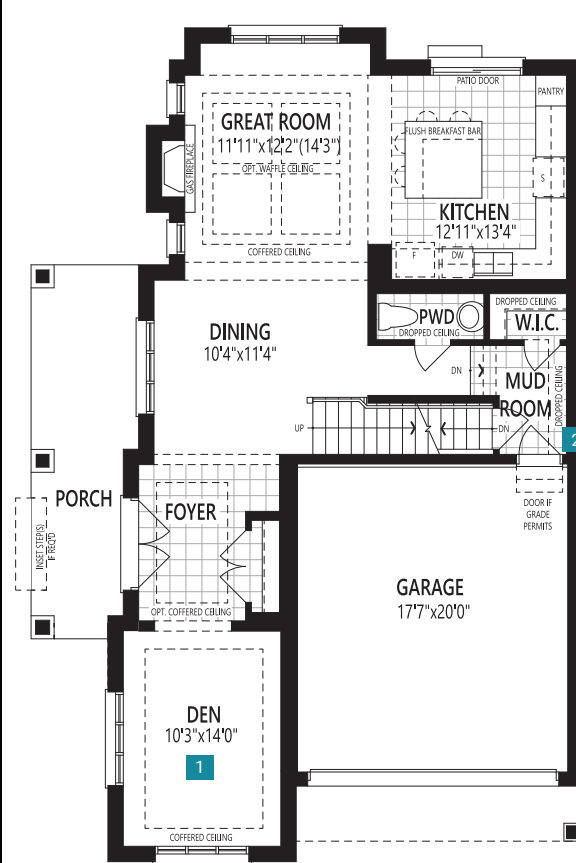 PATIO DOOR
PANTRY
GREAT ROOM
11'11"x12'2"(14'3")
OPT. WAFFLE CEILING
GAS FIREPLACE
COFFERED CEILING
FLUSH BREAKFAST BAR
S
KITCHEN
12'11"x13'4"
F
DW
DROPPED CEILING
W.I.C.
PWD
DROPPED CEILING
DINING
10'4"x11'4"
DN
MUD
ROOM
DROPPED CEILING
UP
DN
2
PORCH
INSET STEP(S)
IF REQ'D
FOYER
OPT. COFFERED CEILING
DOOR IF
GRADE
PERMITS
GARAGE
17'7"x20'0"
DEN
10'3"x14'0"
1
COFFERED CEILING